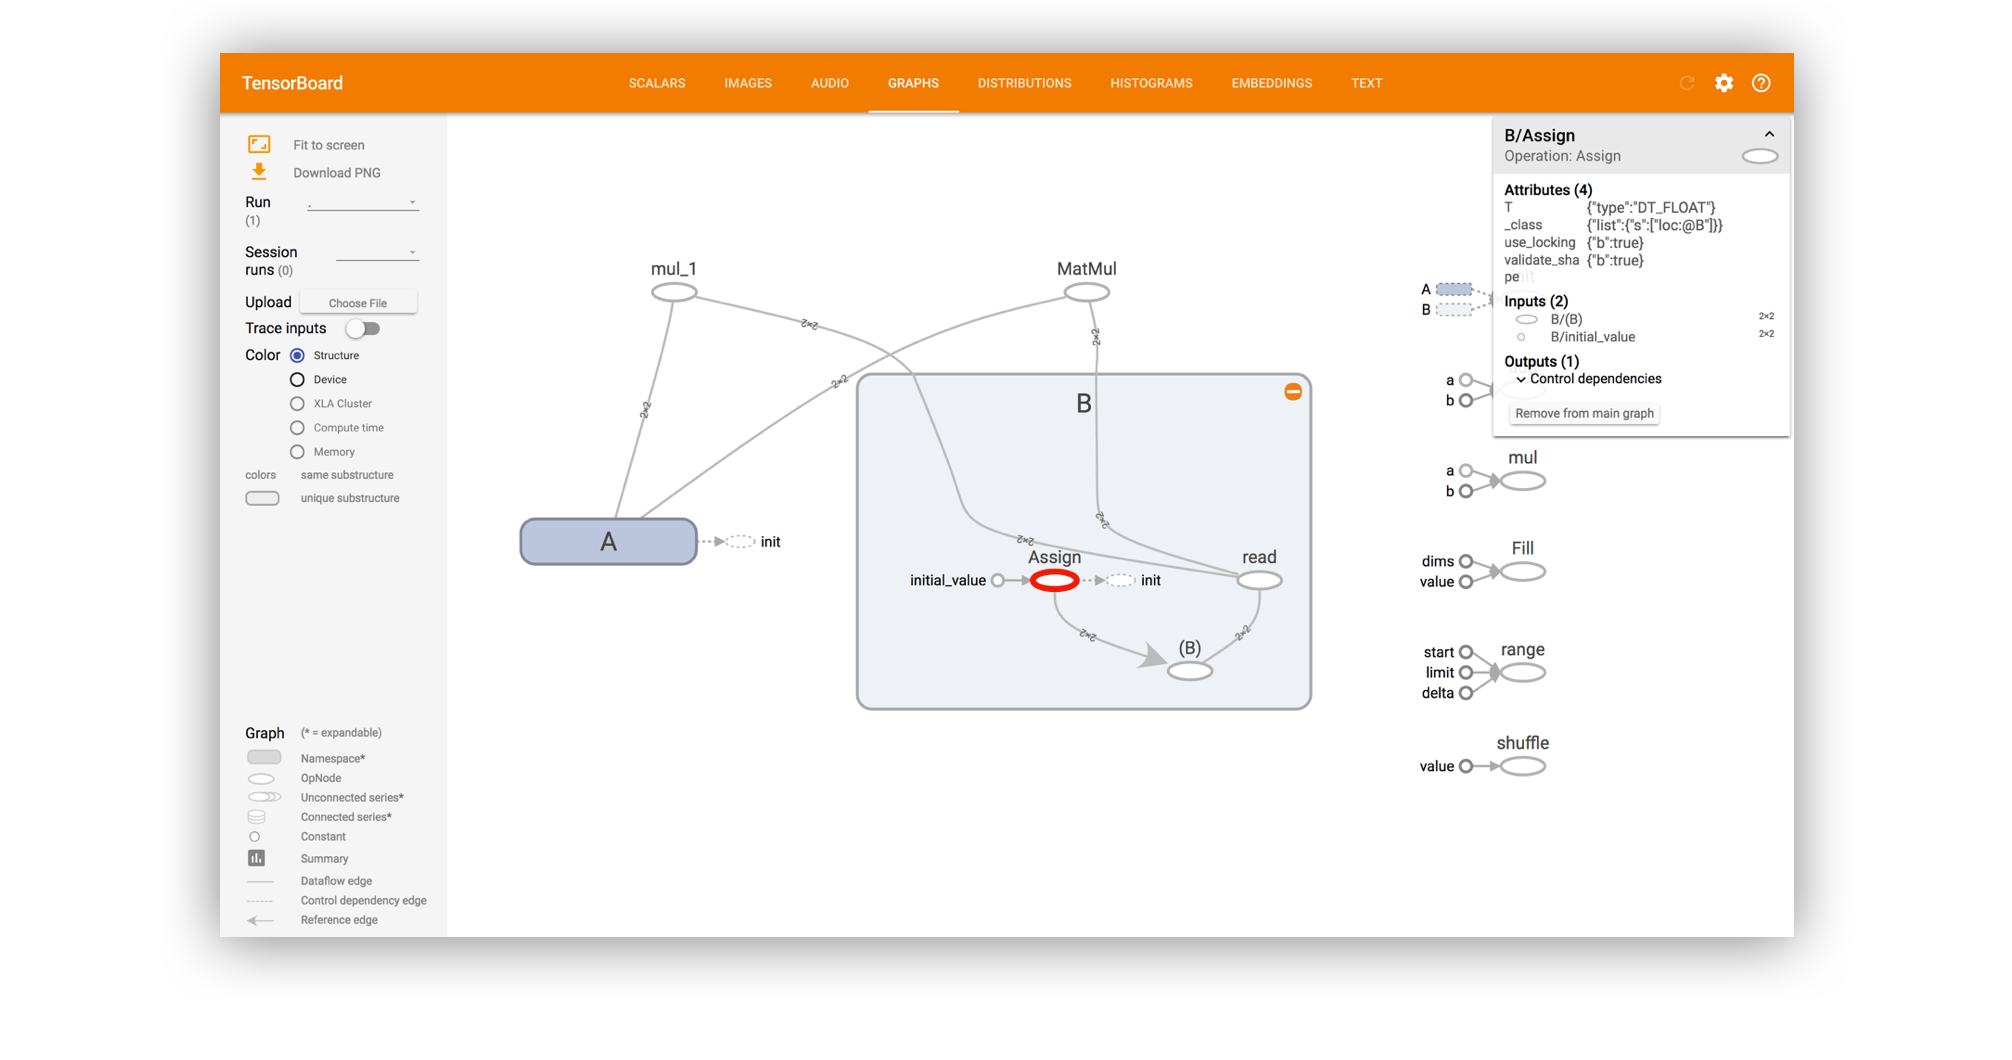 TensorBoard
SCALARS
IMAGES
AUDIO
GRAPHS
DISTRIBUTIONS
HISTOGRAMS
EMBEDDINGS
TEXT
Fit to screen
Download PNG
Run
(1)
.
Session
runs (0)
Upload
Choose File
Trace inputs
Color
Structure
Device
XLA Cluster
Compute time
Memory
colors same substructure
unique substructure
Graph (* = expandable)
Namespace*
OpNode
Unconnected series*
Connected series*
Constant
Summary
Dataflow edge
Control dependency edge
Reference edge
mul_1
MatMul
2×2
2×2
2×2
2×2
B
A
init
2×2
2×2
Assign
read
initial_value
init
2×2
2×2
(B)
A
B
a
b
mul
a
b
Fill
dims
value
range
start
limit
delta
shuffle
value
B/Assign
Operation: Assign
Attributes (4)
T {"type":"DT_FLOAT"}
_class {"list":{"s":["loc:@B"]}}
use_locking {"b":true}
validate_sha {"b":true}
pe
Inputs (2)
B/(B) 2×2
B/initial_value 2×2
Outputs (1)
Control dependencies
Remove from main graph